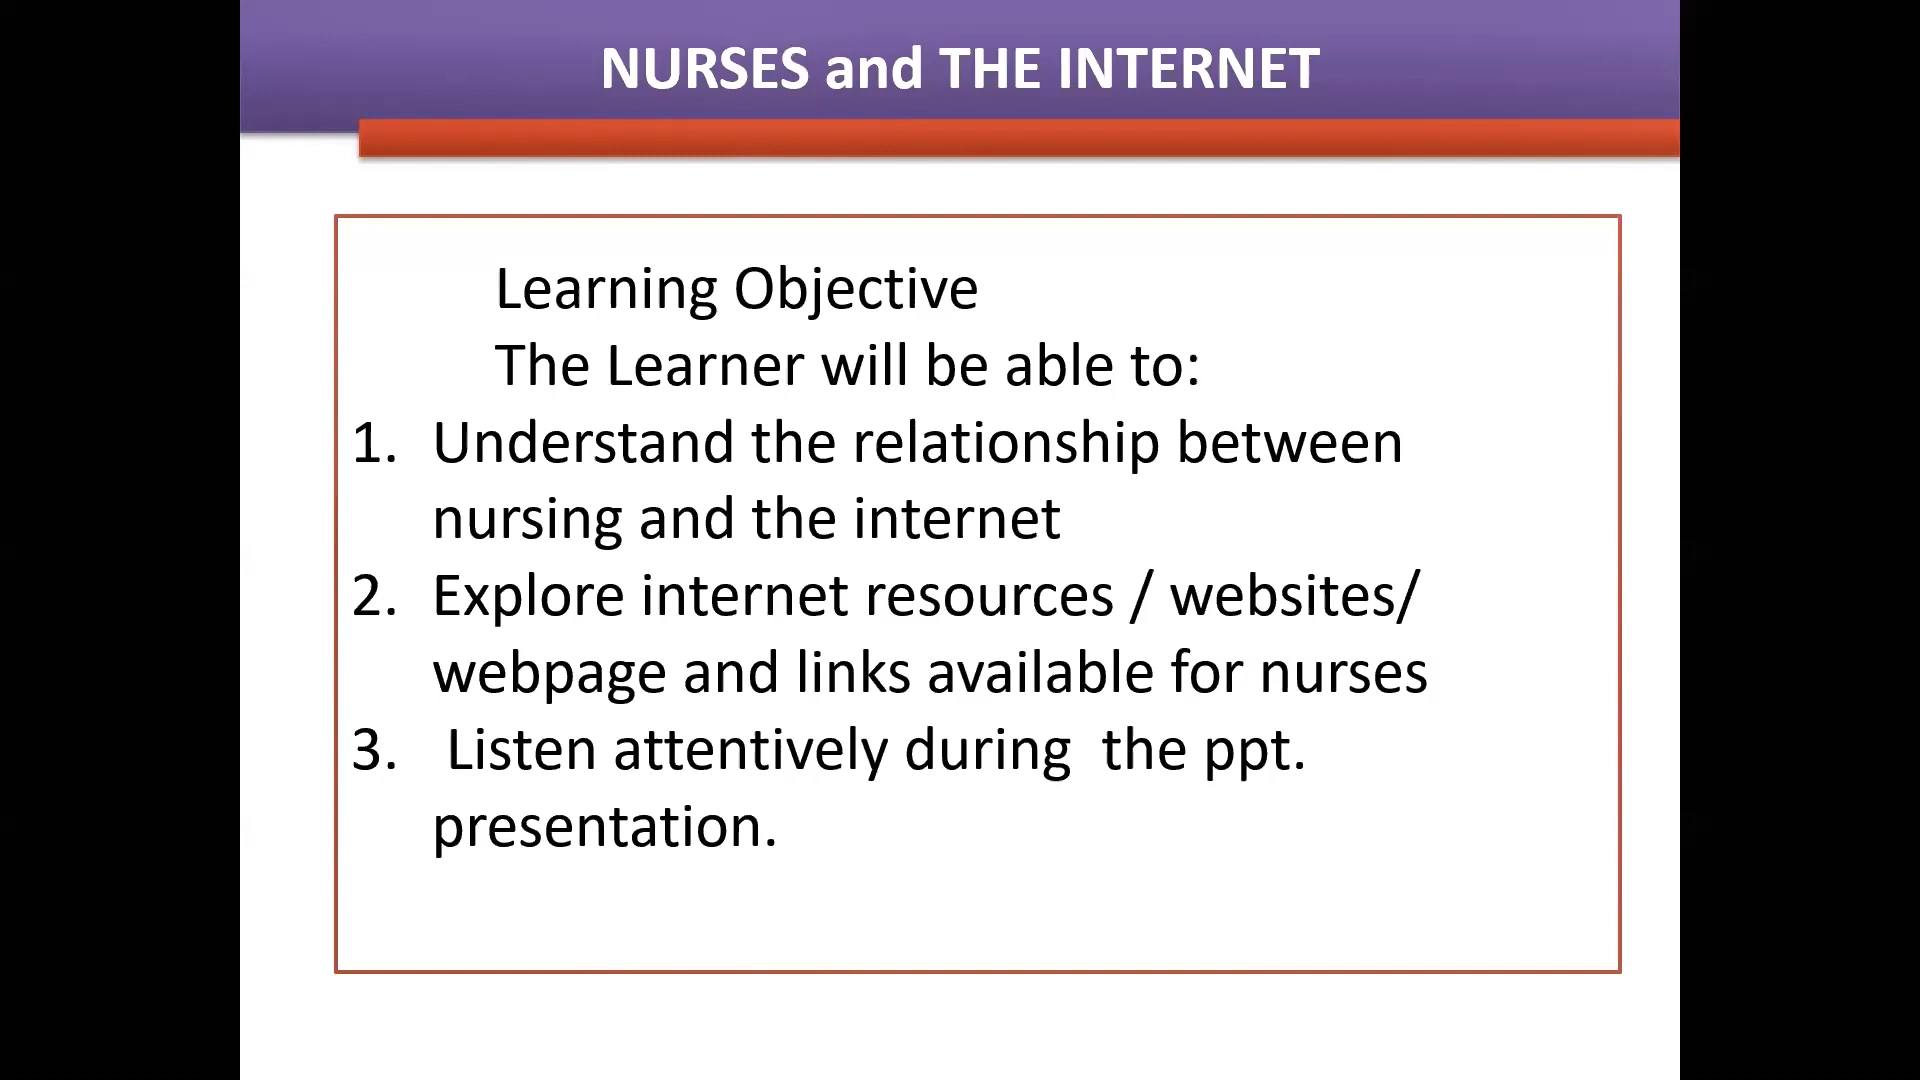 NURSES and THE INTERNET
Learning Objective
The Learner will be able to:
1. Understand the relationship between
nursing and the internet
2. Explore internet resources / websites/
webpage and links available for nurses
3. Listen attentively during the ppt.
presentation.